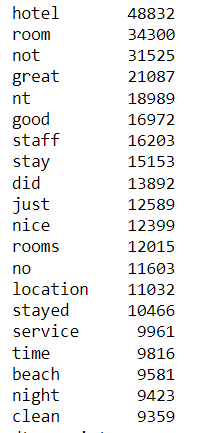 hotel 48832
room 34300
not 31525
great 21087
nt 18989
good 16972
staff 16203
stay 15153
did 13892
just 12589
nice 12399
rooms 12015
no 11603
location 11032
stayed 10466
service 9961
time 9816
beach 9581
night 9423
clean 9359